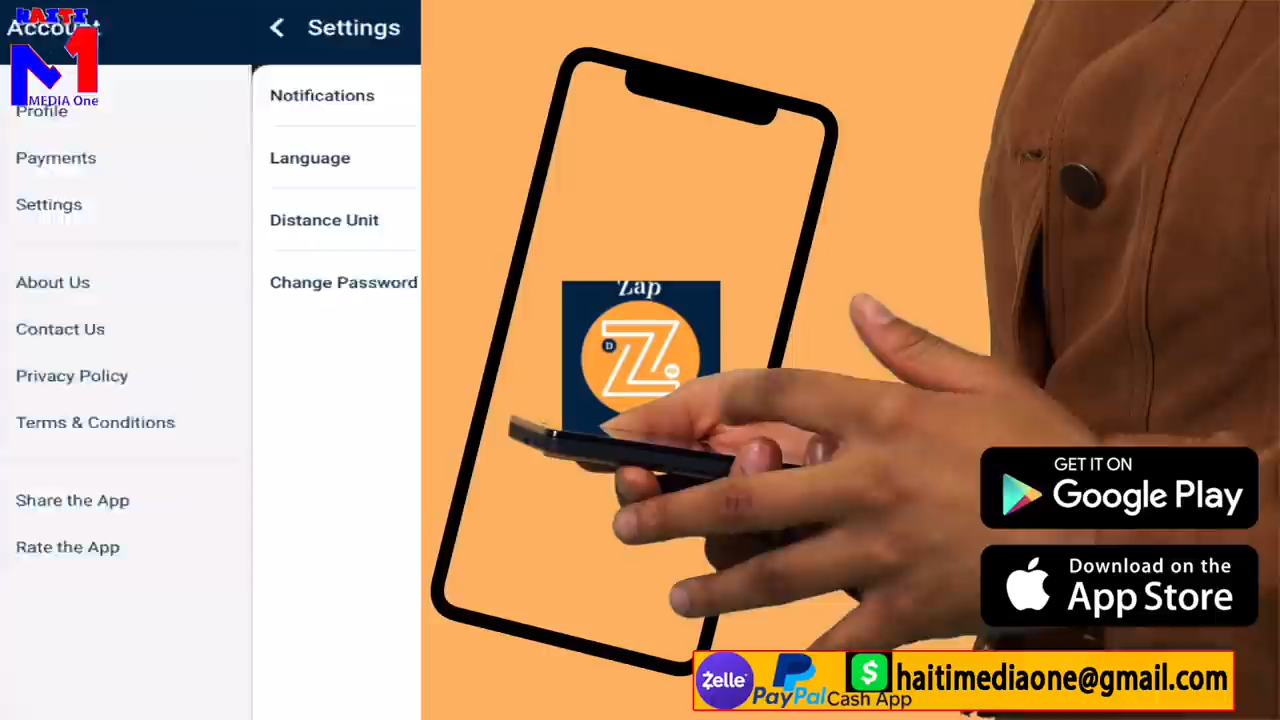 HAITI
M1
MEDIA One
Account
Profile
Payments
Settings
About Us
Contact Us
Privacy Policy
Terms & Conditions
Share the App
Rate the App
Settings
Notifications
Language
Distance Unit
Change Password
Zap
D
Z
GET IT ON
Google Play
Download on the
App Store
Zelle
PayPal
$
Cash App
haitimediaone@gmail.com